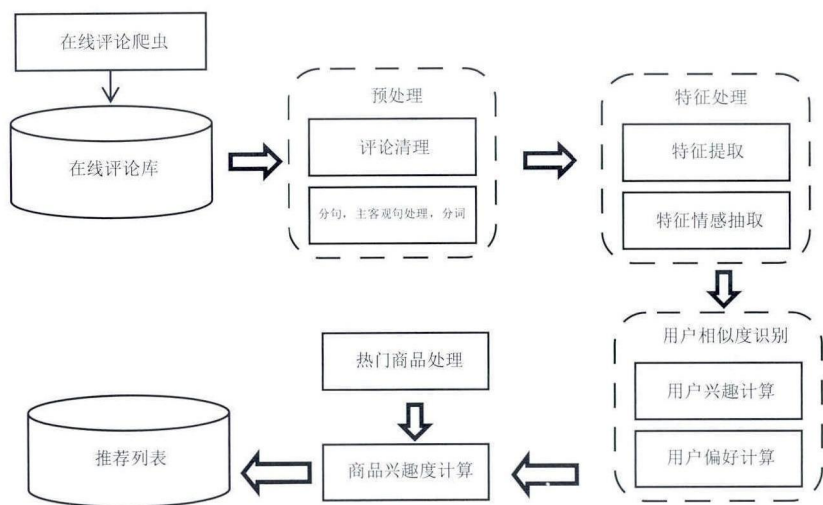 在线评论爬虫
在线评论库
预处理
评论清理
分句，主客观句处理，分词
特征处理
特征提取
特征情感抽取
用户相似度识别
用户兴趣计算
用户偏好计算
热门商品处理
商品兴趣度计算
推荐列表